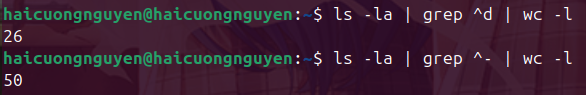 haicuongnguyen@haicuongnguyen:~$ ls -la | grep ^d | wc -l
26
haicuongnguyen@haicuongnguyen:~$ ls -la | grep ^- | wc -l
50